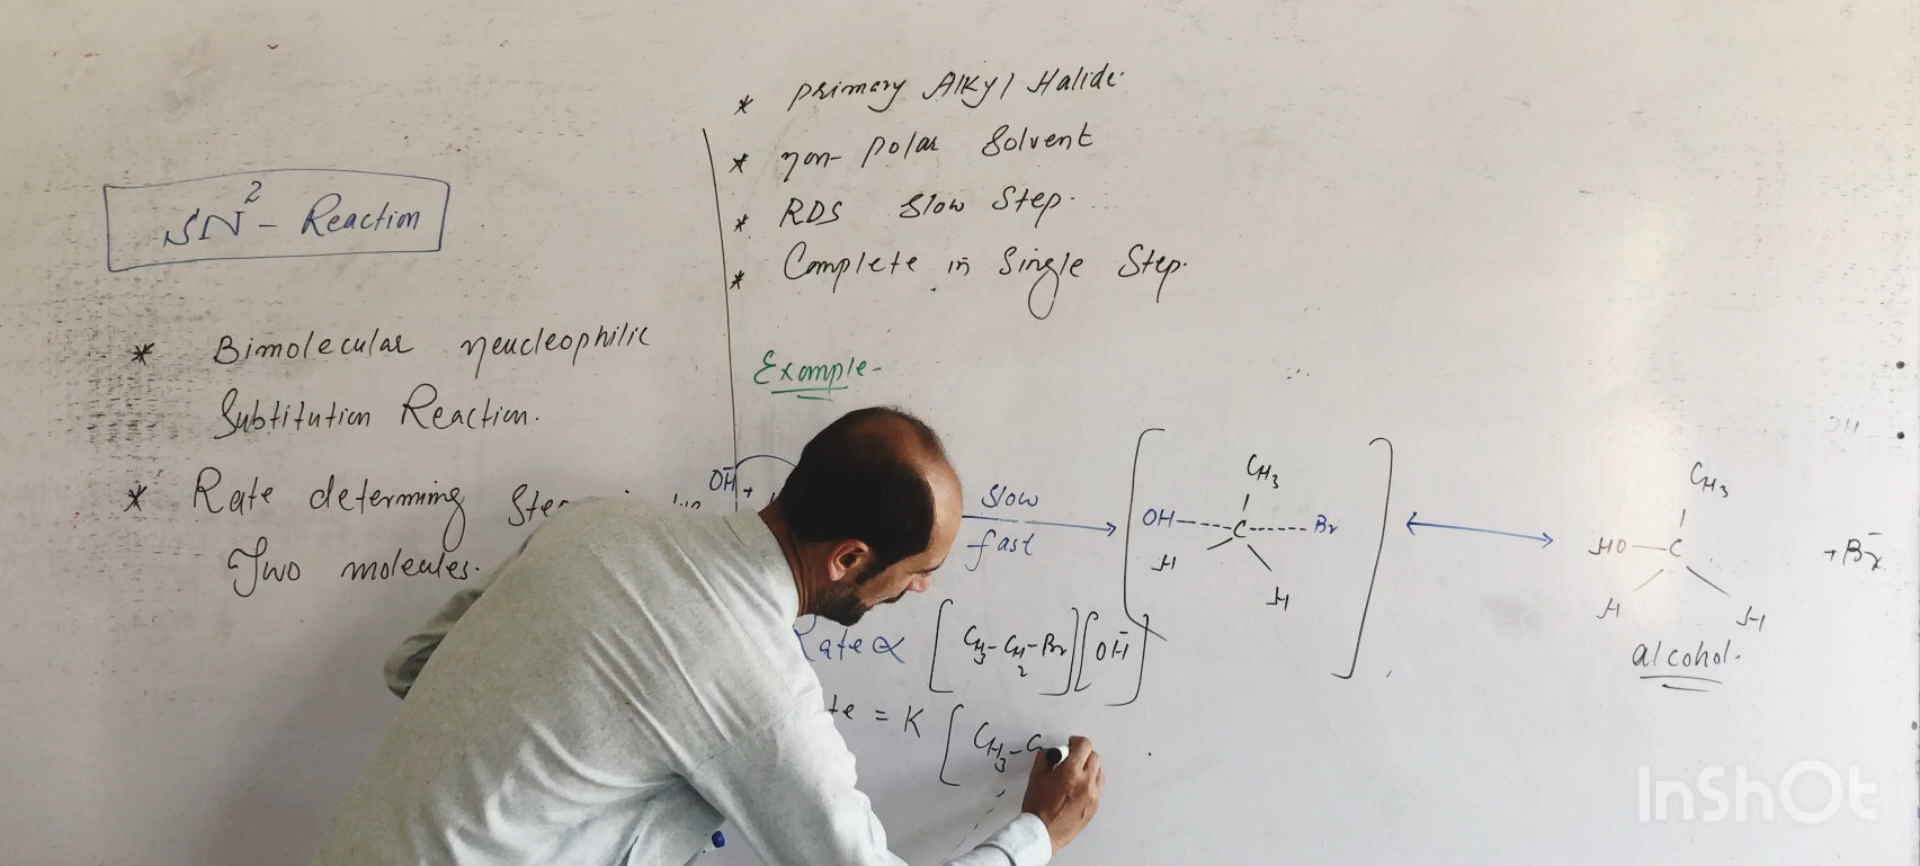 SN² - Reaction
* Bimolecular neucleophilic
Subtitution Reaction.
* Rate determing
Two molecules.
* Primary Alkyl Halide.
* non-Polar Solvent
* RDS Slow Step.
* Complete in Single Step.
Example-
OH⁻ +
Slow
fast
CH₃
OH-----C-----Br
H
H
CH₃
HO—C
+ Br⁻
H
H
alcohol.
Rate ∝ [CH₃-CH₂-Br][OH⁻]
= K [CH₃-C
InShOt